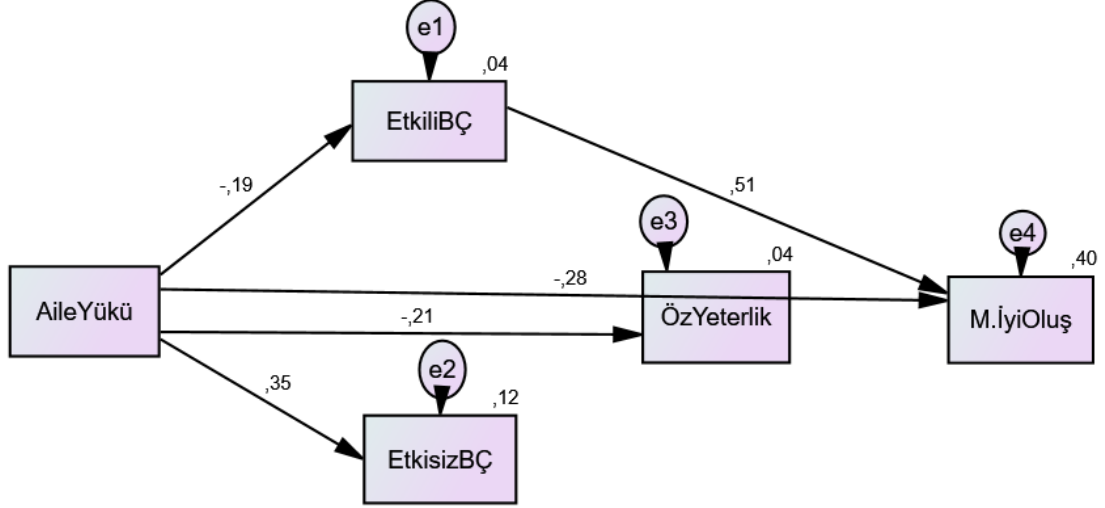 e1
,04
EtkiliBÇ
-,19
,51
e3
e4
,04
,40
-,28
AileYükü
ÖzYeterlik
M.İyiOluş
-,21
e2
,35
,12
EtkisizBÇ